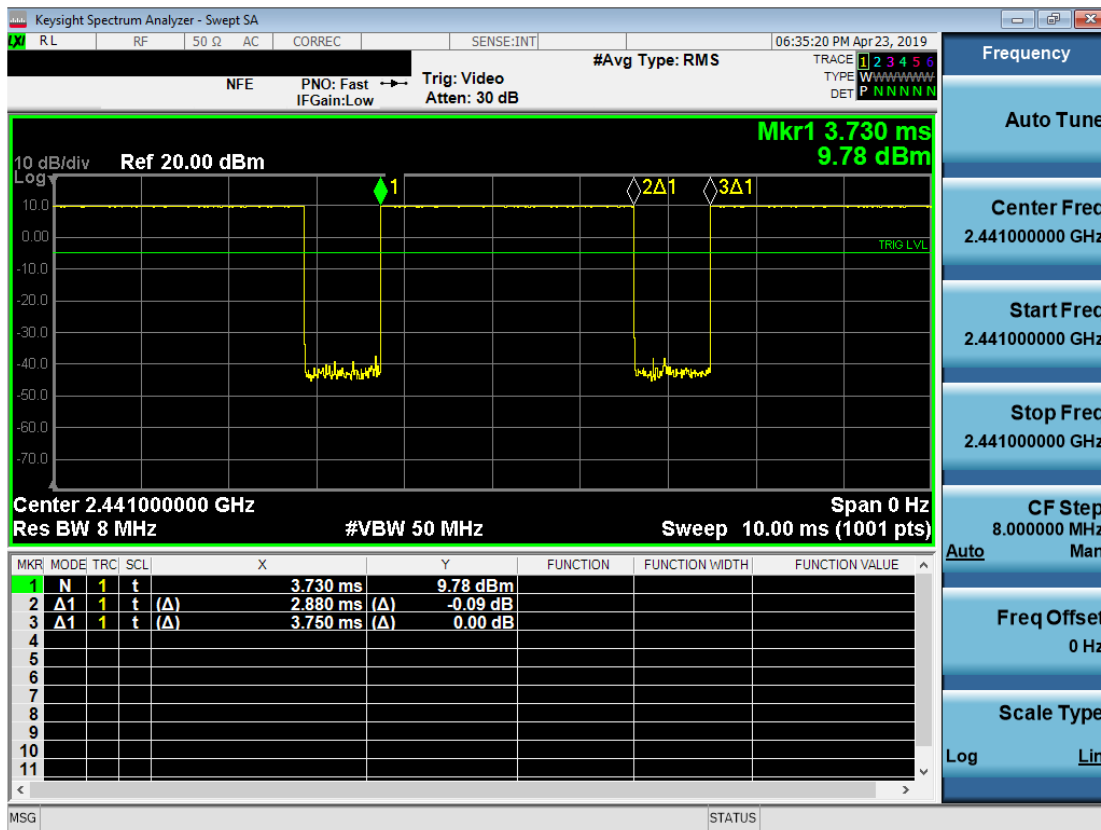 Keysight Spectrum Analyzer - Swept SA
LXI RL RF 50 Ω AC CORREC SENSE:INT 06:35:20 PM Apr 23, 2019
#Avg Type: RMS
TRACE 1 2 3 4 5 6
NFE PNO: Fast Trig: Video TYPE WWWWWWW
IFGain:Low Atten: 30 dB DET P N N N N N
Mkr1 3.730 ms
9.78 dBm
10 dB/div Ref 20.00 dBm
Log
1 2Δ1 3Δ1
10.0
0.00
TRIG LVL
-10.0
-20.0
-30.0
-40.0
-50.0
-60.0
-70.0
Center 2.441000000 GHz Span 0 Hz
Res BW 8 MHz #VBW 50 MHz Sweep 10.00 ms (1001 pts)
MKR MODE TRC SCL X Y FUNCTION FUNCTION WIDTH FUNCTION VALUE
1 N 1 t 3.730 ms 9.78 dBm
2 Δ1 1 t (Δ) 2.880 ms (Δ) -0.09 dB
3 Δ1 1 t (Δ) 3.750 ms (Δ) 0.00 dB
4
5
6
7
8
9
10
11
MSG STATUS
Frequency
Auto Tune
Center Freq
2.441000000 GHz
Start Freq
2.441000000 GHz
Stop Freq
2.441000000 GHz
CF Step
8.000000 MHz
Auto Man
Freq Offset
0 Hz
Scale Type
Log Lin